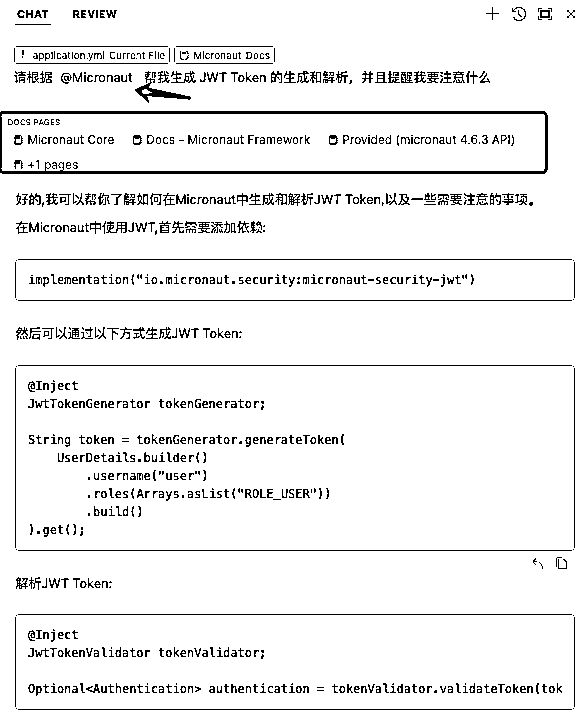 CHAT REVIEW
application.yml Current File Micronaut Docs
请根据 @Micronaut 帮我生成 JWT Token 的生成和解析，并且提醒我要注意什么
DOCS PAGES
Micronaut Core Docs - Micronaut Framework Provided (micronaut 4.6.3 API)
+1 pages
好的,我可以帮你了解如何在Micronaut中生成和解析JWT Token,以及一些需要注意的事项。
在Micronaut中使用JWT,首先需要添加依赖:
implementation("io.micronaut.security:micronaut-security-jwt")
然后可以通过以下方式生成JWT Token:
@Inject
JwtTokenGenerator tokenGenerator;
String token = tokenGenerator.generateToken(
UserDetails.builder()
.username("user")
.roles(Arrays.asList("ROLE_USER"))
.build()
).get();
解析JWT Token:
@Inject
JwtTokenValidator tokenValidator;
Optional<Authentication> authentication = tokenValidator.validateToken(tok